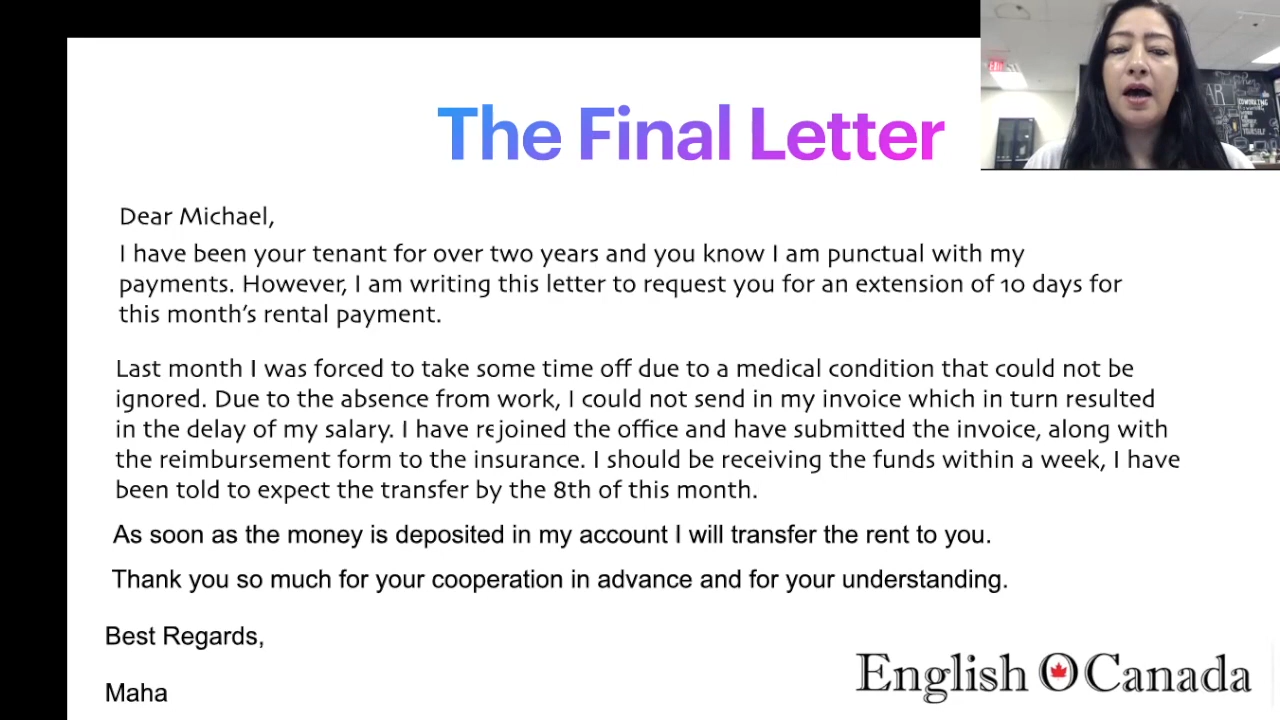 The Final Letter
Dear Michael,
I have been your tenant for over two years and you know I am punctual with my
payments. However, I am writing this letter to request you for an extension of 10 days for
this month's rental payment.
Last month I was forced to take some time off due to a medical condition that could not be
ignored. Due to the absence from work, I could not send in my invoice which in turn resulted
in the delay of my salary. I have rejoined the office and have submitted the invoice, along with
the reimbursement form to the insurance. I should be receiving the funds within a week, I have
been told to expect the transfer by the 8th of this month.
As soon as the money is deposited in my account I will transfer the rent to you.
Thank you so much for your cooperation in advance and for your understanding.
Best Regards,
Maha
English Canada